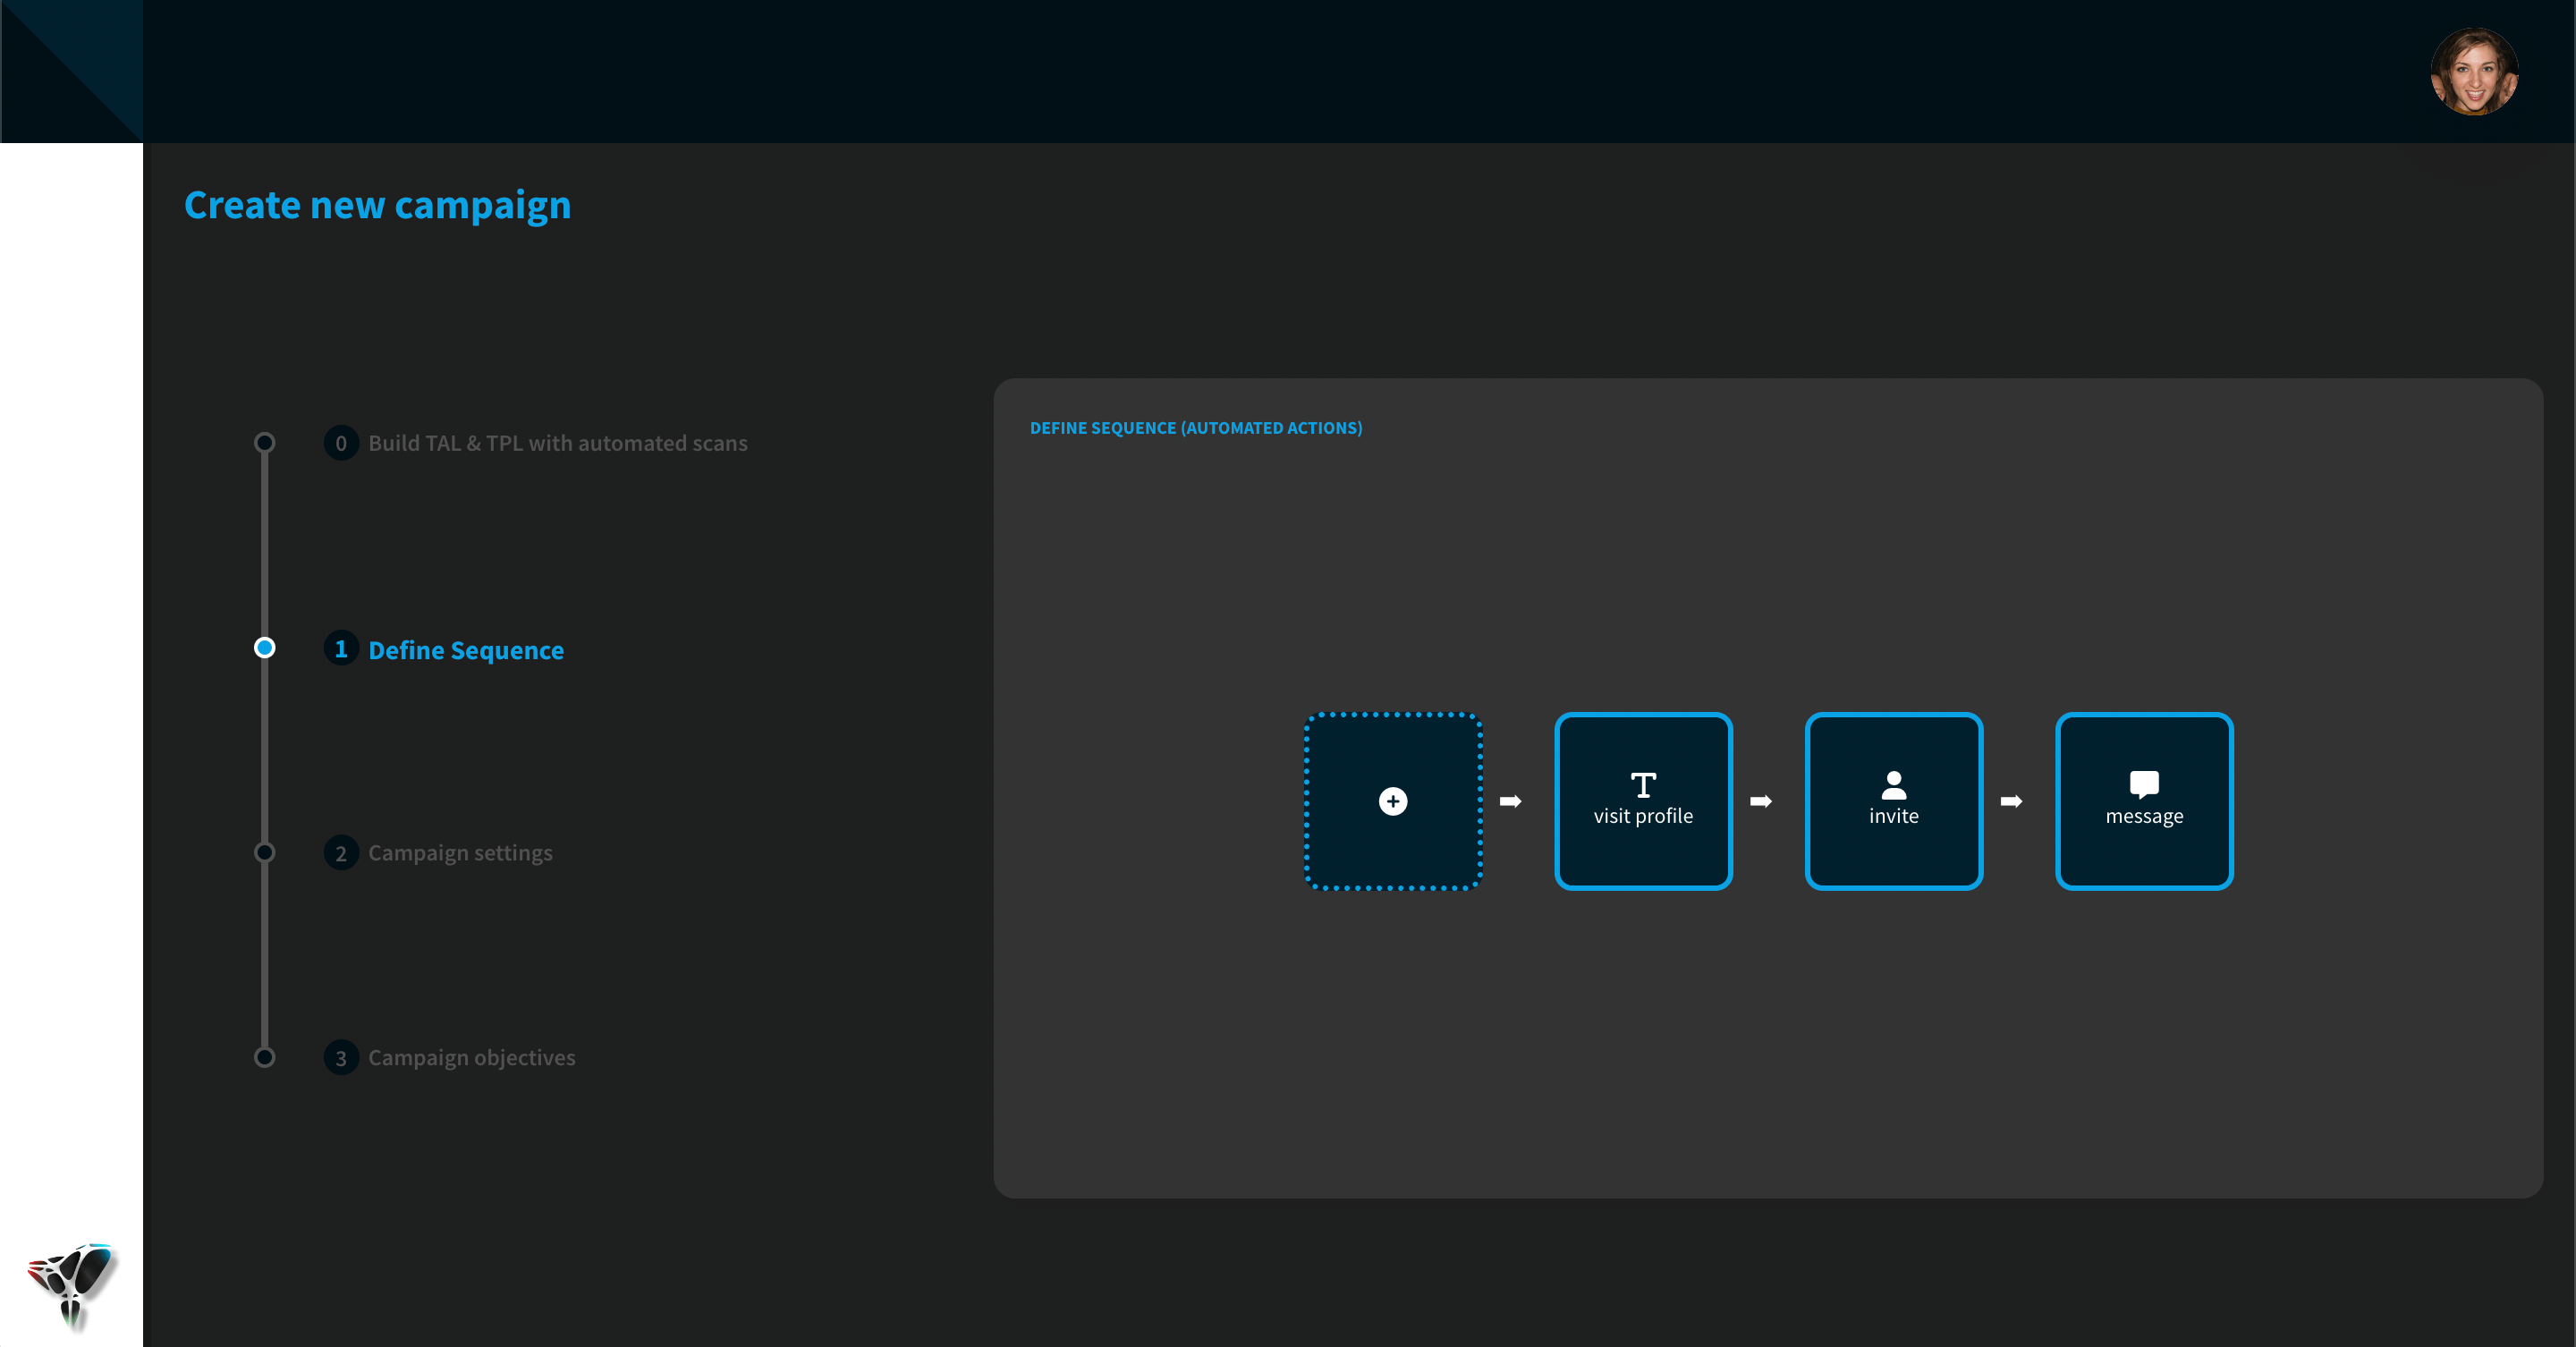 Create new campaign
0 Build TAL & TPL with automated scans
1 Define Sequence
2 Campaign settings
3 Campaign objectives
DEFINE SEQUENCE (AUTOMATED ACTIONS)
visit profile
invite
message